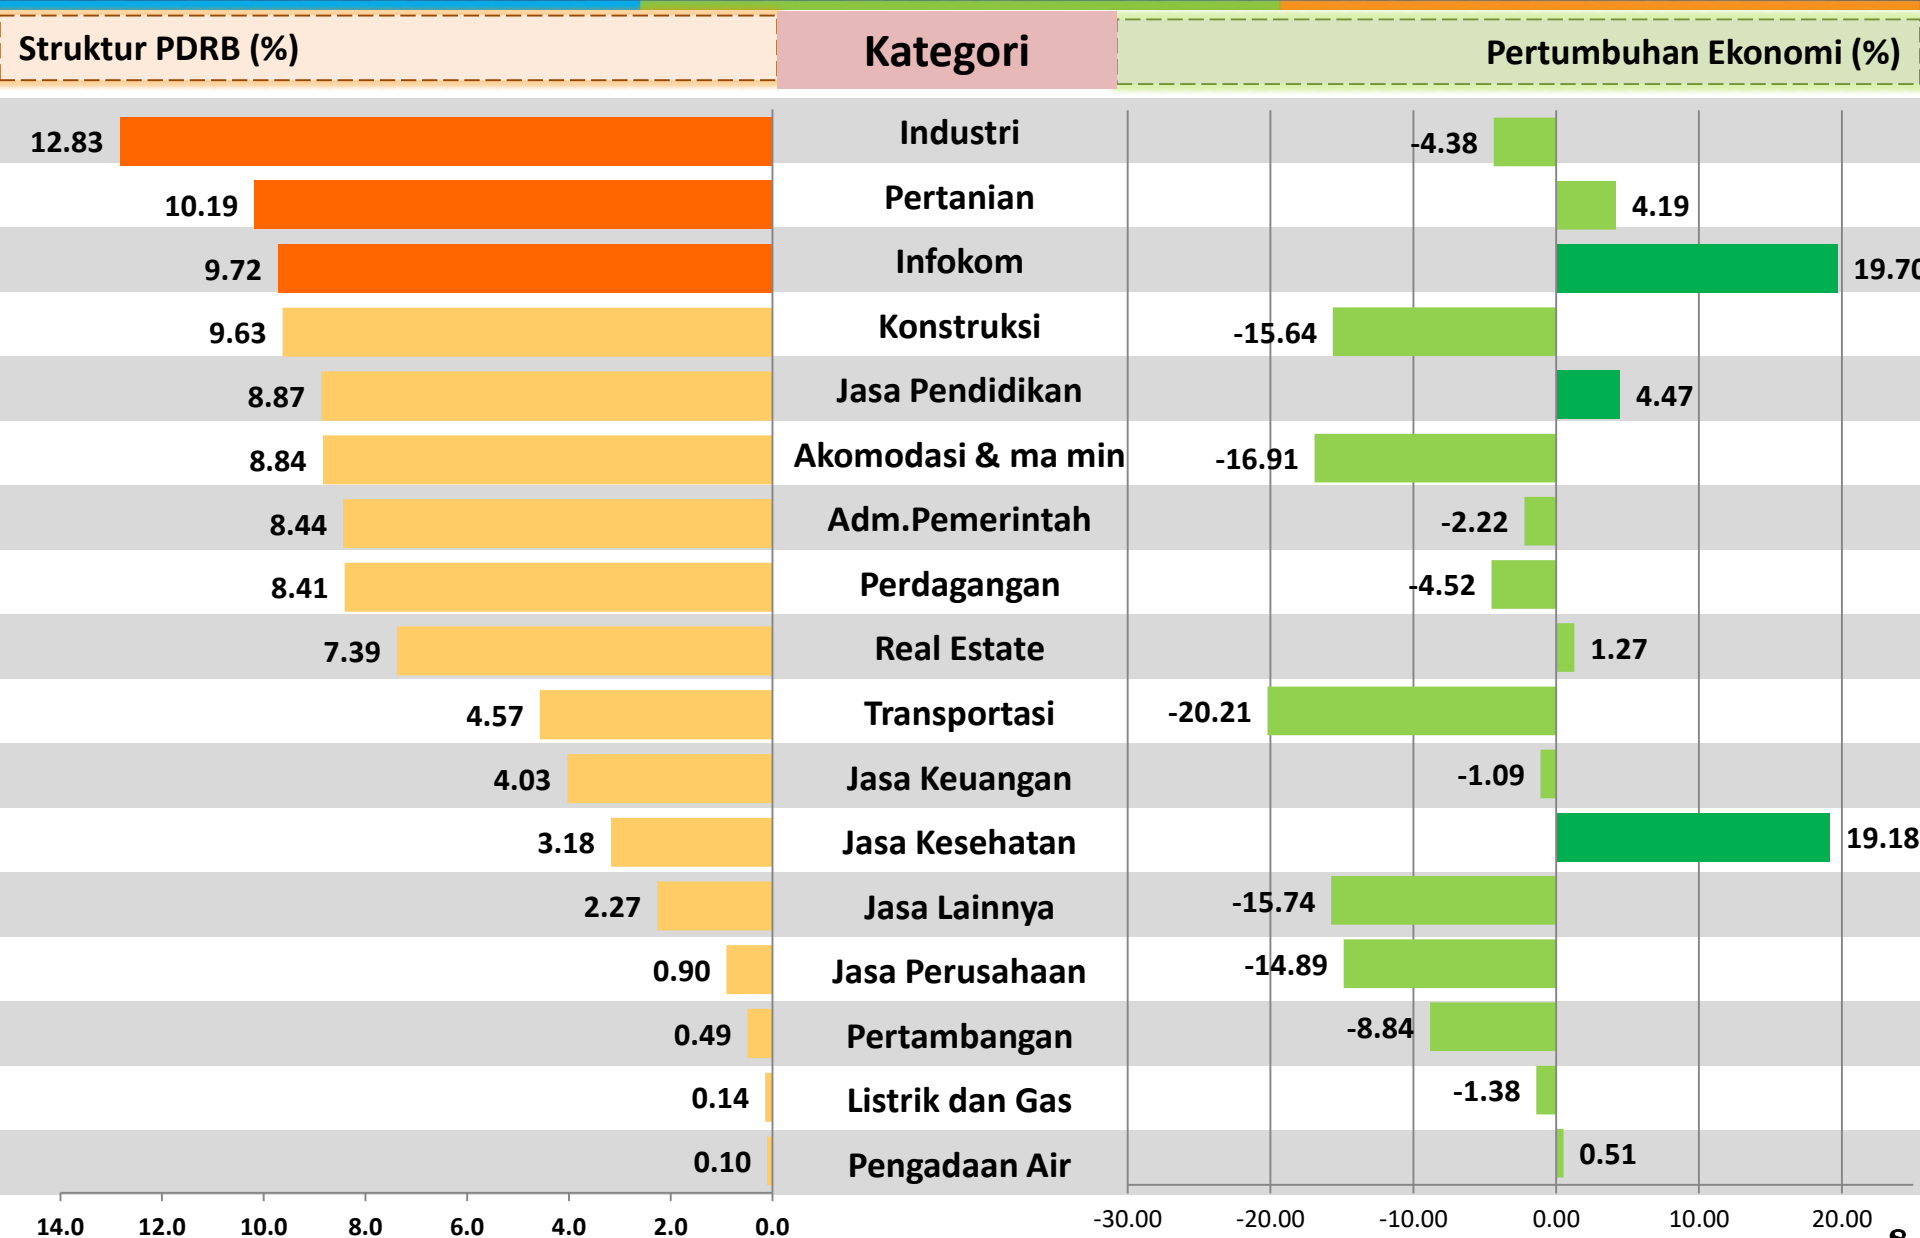 Struktur PDRB (%) Kategori Pertumbuhan Ekonomi (%)
12.83 Industri -4.38
10.19 Pertanian 4.19
9.72 Infokom 19.70
9.63 Konstruksi -15.64
8.87 Jasa Pendidikan 4.47
8.84 Akomodasi & ma min -16.91
8.44 Adm.Pemerintah -2.22
8.41 Perdagangan -4.52
7.39 Real Estate 1.27
4.57 Transportasi -20.21
4.03 Jasa Keuangan -1.09
3.18 Jasa Kesehatan 19.18
2.27 Jasa Lainnya -15.74
0.90 Jasa Perusahaan -14.89
0.49 Pertambangan -8.84
0.14 Listrik dan Gas -1.38
0.10 Pengadaan Air 0.51
14.0 12.0 10.0 8.0 6.0 4.0 2.0 0.0 -30.00 -20.00 -10.00 0.00 10.00 20.00